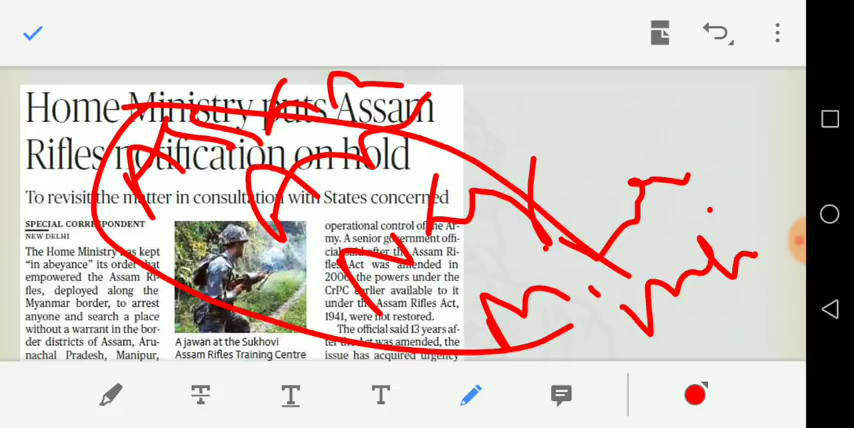 Home Ministry puts Assam
Rifles notification on hold
To revisit the matter in consultation with States concerned
SPECIAL CORRESPONDENT
NEW DELHI
The Home Ministry has kept
"in abeyance" its order that
empowered the Assam Ri-
fles, deployed along the
Myanmar border, to arrest
anyone and search a place
without a warrant in the bor-
der districts of Assam, Aru-
nachal Pradesh, Manipur,
A jawan at the Sukhovi
Assam Rifles Training Centre
operational control of the Ar-
my. A senior government offi-
cial said after the Assam Ri-
fles Act was amended in
2006, the powers under the
CrPC earlier available to it
under the Assam Rifles Act,
1941, were not restored.
The official said 13 years af-
ter the Act was amended, the
issue has acquired urgency
T
T
T